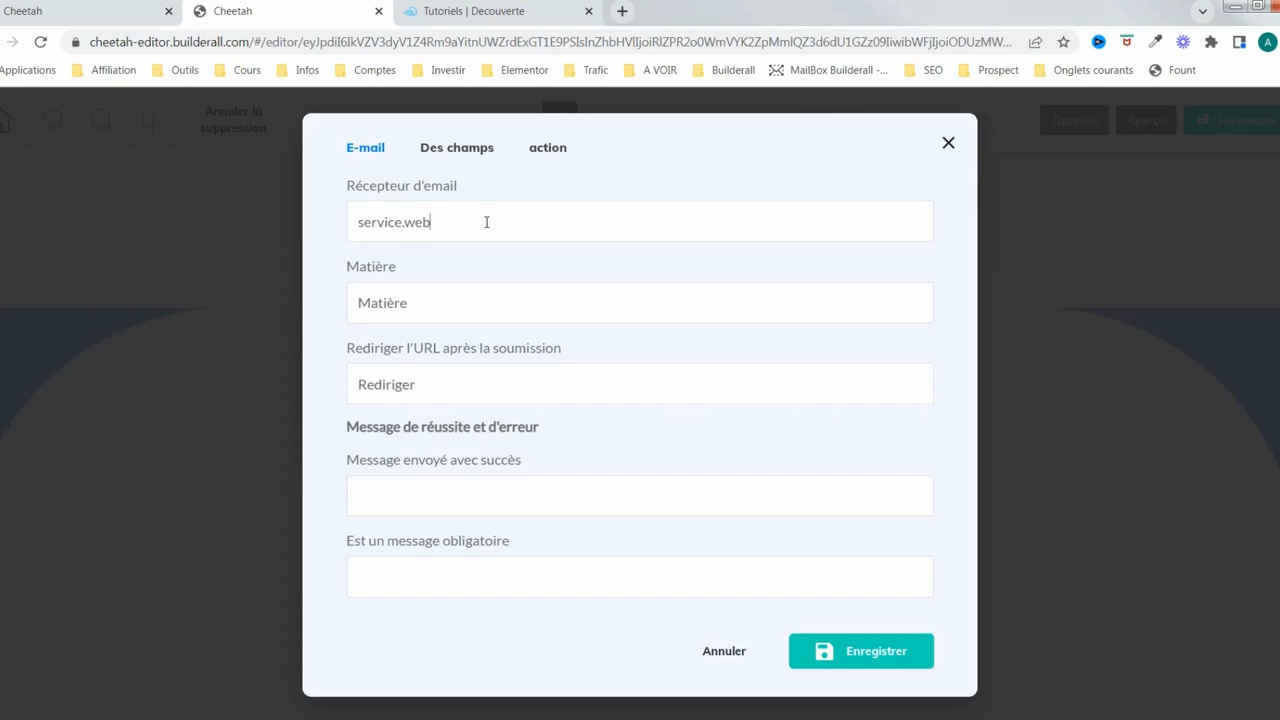 Cheetah
Cheetah
Tutoriels | Decouverte
cheetah-editor.builderall.com/#/editor/
Applications
Affiliation
Outils
Cours
Infos
Comptes
Investir
Elementor
Trafic
A VOIR
Builderall
MailBox Builderall -...
SEO
Prospect
Onglets courants
Fount
Annuler la
suppression
Tutoriels
Aperçu
E-mail
Des champs
action
Récepteur d'email
service.web
Matière
Matière
Rediriger l'URL après la soumission
Rediriger
Message de réussite et d'erreur
Message envoyé avec succès
Est un message obligatoire
Annuler
Enregistrer